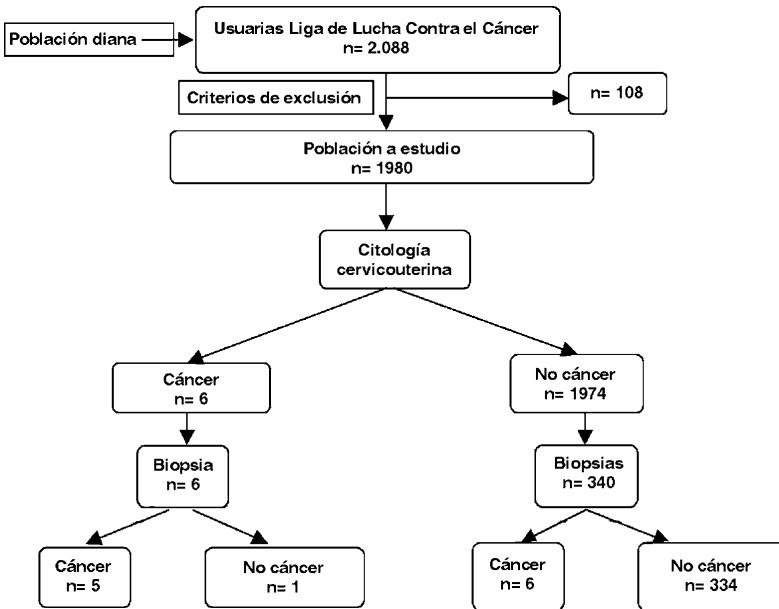 Población diana
Usuarias Liga de Lucha Contra el Cáncer
n= 2.088
Criterios de exclusión
n= 108
Población a estudio
n= 1980
Citología
cervicouterina
Cáncer
n= 6
No cáncer
n= 1974
Biopsia
n= 6
Biopsias
n= 340
Cáncer
n= 5
No cáncer
n= 1
Cáncer
n= 6
No cáncer
n= 334